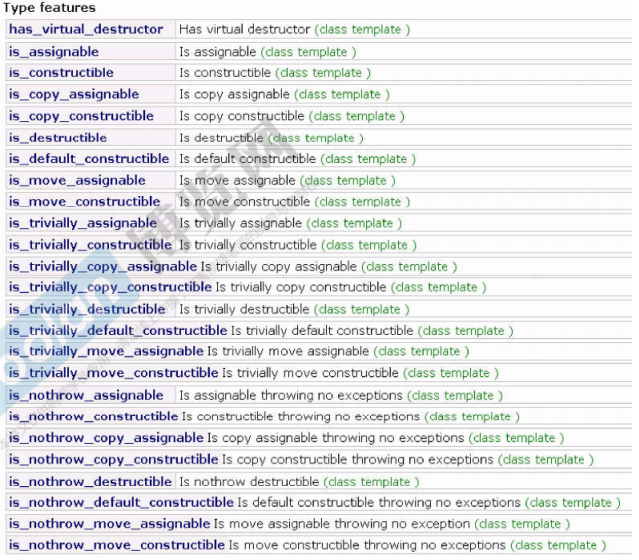 Type features
has_virtual_destructor Has virtual destructor (class template )
is_assignable Is assignable (class template )
is_constructible Is constructible (class template )
is_copy_assignable Is copy assignable (class template )
is_copy_constructible Is copy constructible (class template )
is_destructible Is destructible (class template )
is_default_constructible Is default constructible (class template )
is_move_assignable Is move assignable (class template )
is_move_constructible Is move constructible (class template )
is_trivially_assignable Is trivially assignable (class template )
is_trivially_constructible Is trivially constructible (class template )
is_trivially_copy_assignable Is trivially copy assignable (class template )
is_trivially_copy_constructible Is trivially copy constructible (class template )
is_trivially_destructible Is trivially destructible (class template )
is_trivially_default_constructible Is trivially default constructible (class template )
is_trivially_move_assignable Is trivially move assignable (class template )
is_trivially_move_constructible Is trivially move constructible (class template )
is_nothrow_assignable Is assignable throwing no exceptions (class template )
is_nothrow_constructible Is constructible throwing no exceptions (class template )
is_nothrow_copy_assignable Is copy assignable throwing no exceptions (class template )
is_nothrow_copy_constructible Is copy constructible throwing no exceptions (class template )
is_nothrow_destructible Is nothrow destructible (class template )
is_nothrow_default_constructible Is default constructible throwing no exceptions (class template )
is_nothrow_move_assignable Is move assignable throwing no exception (class template )
is_nothrow_move_constructible Is move constructible throwing no exceptions (class template )
博览网